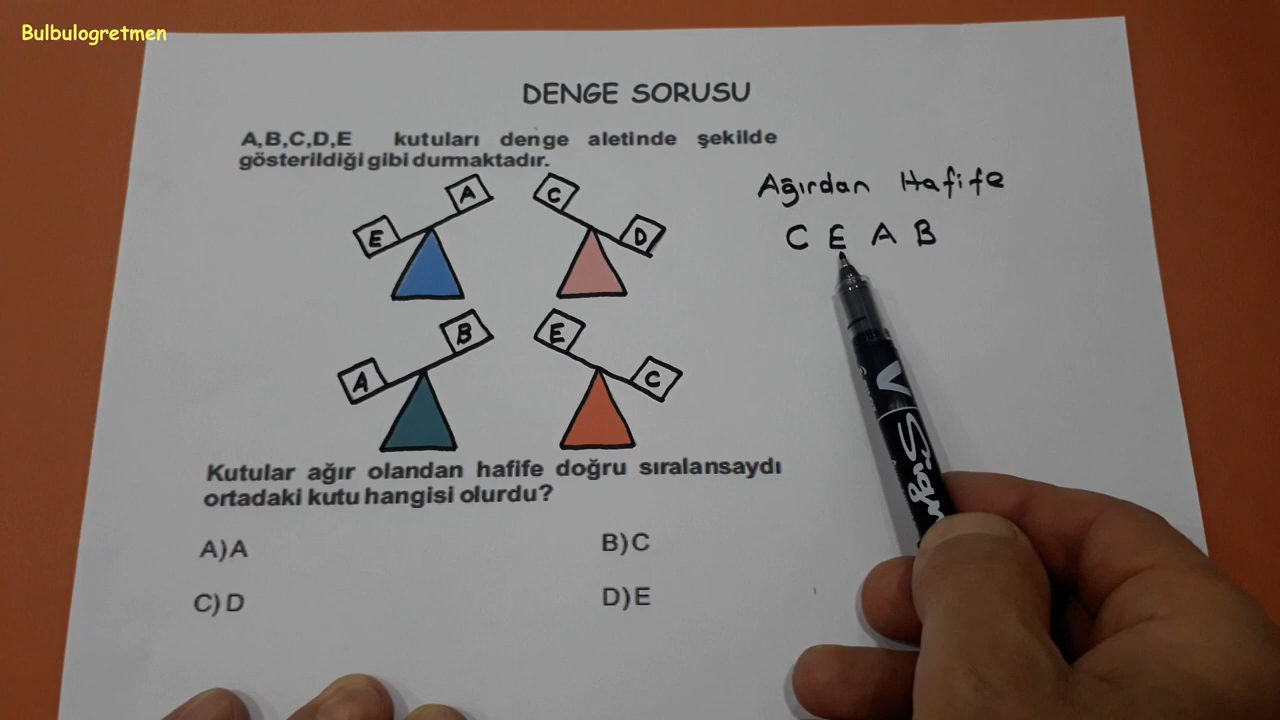 Bulbulogretmen
DENGE SORUSU
A,B,C,D,E kutuları denge aletinde şekilde
gösterildiği gibi durmaktadır.
Ağırdan Hafife
C E A B
E A
C D
A B
E C
Kutular ağır olandan hafife doğru sıralansaydı
ortadaki kutu hangisi olurdu?
A) A
B) C
C) D
D) E
V
Sign